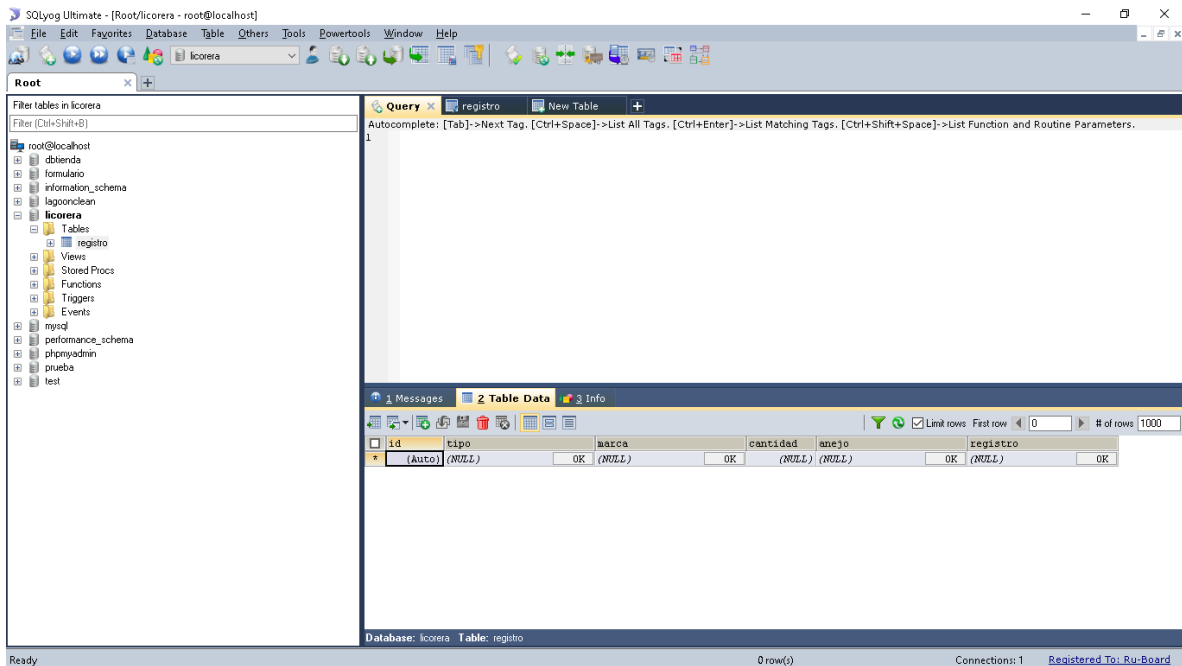 SQLyog Ultimate - [Root/licorera - root@localhost]
File Edit Favorites Database Table Others Tools Powertools Window Help
licorera
Root
Filter tables in licorera
Filter (Ctrl+Shift+B)
root@localhost
dbtienda
formulario
information_schema
lagoonclean
licorera
Tables
registro
Views
Stored Procs
Functions
Triggers
Events
mysql
performance_schema
phpmyadmin
prueba
test
Query registro New Table
Autocomplete: [Tab]->Next Tag. [Ctrl+Space]->List All Tags. [Ctrl+Enter]->List Matching Tags. [Ctrl+Shift+Space]->List Function and Routine Parameters.
1
1 Messages 2 Table Data 3 Info
Limit rows First row 0 # of rows 1000
id tipo marca cantidad anejo registro
* (Auto) (NULL) OK (NULL) OK (NULL) (NULL) OK (NULL) OK
Database: licorera Table: registro
Ready 0 row(s) Connections: 1 Registered To: Ru-Board